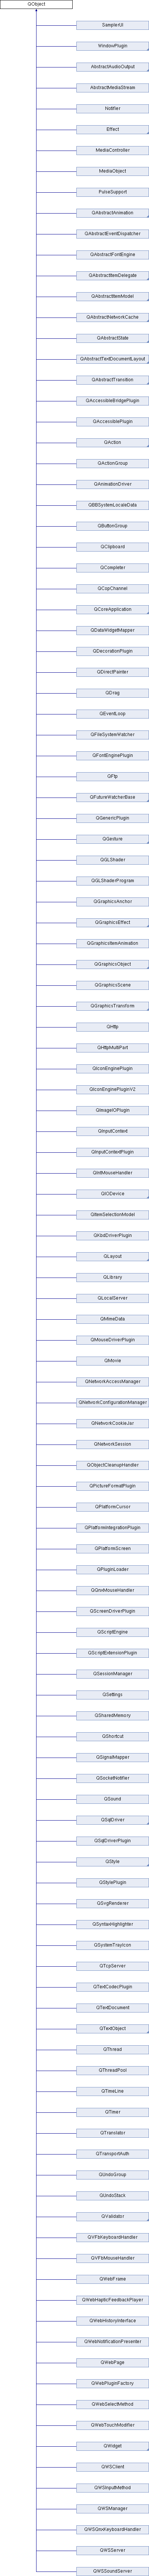 QObject
SamplerUI
WindowPlugin
AbstractAudioOutput
AbstractMediaStream
Notifier
Effect
MediaController
MediaObject
PulseSupport
QAbstractAnimation
QAbstractEventDispatcher
QAbstractFontEngine
QAbstractItemDelegate
QAbstractItemModel
QAbstractNetworkCache
QAbstractState
QAbstractTextDocumentLayout
QAbstractTransition
QAccessibleBridgePlugin
QAccessiblePlugin
QAction
QActionGroup
QAnimationDriver
QBBSystemLocaleData
QButtonGroup
QClipboard
QCompleter
QCopChannel
QCoreApplication
QDataWidgetMapper
QDecorationPlugin
QDirectPainter
QDrag
QEventLoop
QFileSystemWatcher
QFontEnginePlugin
QFtp
QFutureWatcherBase
QGenericPlugin
QGesture
QGLShader
QGLShaderProgram
QGraphicsAnchor
QGraphicsEffect
QGraphicsItemAnimation
QGraphicsObject
QGraphicsScene
QGraphicsTransform
QHttp
QHttpMultiPart
QIconEnginePlugin
QIconEnginePluginV2
QImageIOPlugin
QInputContext
QInputContextPlugin
QIntMouseHandler
QIODevice
QItemSelectionModel
QKbdDriverPlugin
QLayout
QLibrary
QLocalServer
QMimeData
QMouseDriverPlugin
QMovie
QNetworkAccessManager
QNetworkConfigurationManager
QNetworkCookieJar
QNetworkSession
QObjectCleanupHandler
QPictureFormatPlugin
QPlatformCursor
QPlatformIntegrationPlugin
QPlatformScreen
QPluginLoader
QQnxMouseHandler
QScreenDriverPlugin
QScriptEngine
QScriptExtensionPlugin
QSessionManager
QSettings
QSharedMemory
QShortcut
QSignalMapper
QSocketNotifier
QSound
QSqlDriver
QSqlDriverPlugin
QStyle
QStylePlugin
QSvgRenderer
QSyntaxHighlighter
QSystemTrayIcon
QTcpServer
QTextCodecPlugin
QTextDocument
QTextObject
QThread
QThreadPool
QTimeLine
QTimer
QTranslator
QTransportAuth
QUndoGroup
QUndoStack
QValidator
QVFbKeyboardHandler
QVFbMouseHandler
QWebFrame
QWebHapticFeedbackPlayer
QWebHistoryInterface
QWebNotificationPresenter
QWebPage
QWebPluginFactory
QWebSelectMethod
QWebTouchModifier
QWidget
QWSClient
QWSInputMethod
QWSManager
QWSQnxKeyboardHandler
QWSServer
QWSSoundServer